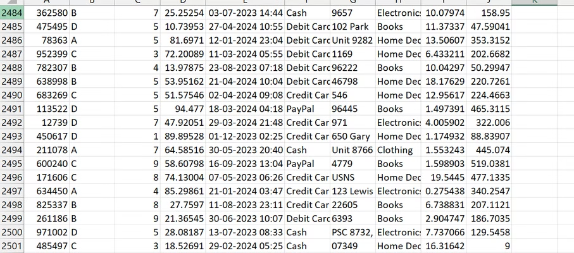 2484 362580 B 7 25.25254 03-07-2023 14:44 Cash 9657 Electronic 10.07974 158.95
2485 475495 D 5 10.73953 27-04-2024 10:55 Debit Card 102 Park Books 11.37337 47.59041
2486 78363 A 5 81.6971 12-01-2024 23:04 Debit Card Unit 9282 Home Dec 13.50607 353.3152
2487 952399 C 3 72.20089 11-03-2024 05:55 Debit Card 1169 Home Dec 6.433211 202.6682
2488 782307 B 4 13.97875 23-08-2023 07:18 Debit Card 96222 Books 10.04297 50.29947
2489 638998 B 5 53.95162 21-04-2024 10:04 Debit Card 46798 Home Dec 18.17629 220.7261
2490 683269 C 5 51.57546 02-04-2024 09:08 Credit Car 546 Home Dec 12.95617 224.4663
2491 113522 D 5 94.477 18-03-2024 04:18 PayPal 96445 Books 1.497391 465.3115
2492 12739 D 7 47.92051 29-03-2024 21:48 Credit Car 971 Electronic 4.005902 322.006
2493 450617 D 1 89.89528 01-12-2023 02:25 Credit Car 650 Gary Home Dec 1.174932 88.83907
2494 211078 A 7 64.58516 30-05-2023 20:40 Cash Unit 8766 Clothing 1.553243 445.074
2495 600240 C 9 58.60798 16-09-2023 13:04 PayPal 4779 Books 1.598903 519.0381
2496 171606 C 8 74.13004 07-05-2023 06:26 Credit Car USNS Home Dec 19.5445 477.1335
2497 634450 A 4 85.29861 21-01-2024 03:47 Credit Car 123 Lewis Electronic 0.275438 340.2547
2498 825337 B 8 27.7597 11-08-2023 23:11 Credit Car 22605 Books 6.738831 207.1121
2499 261186 B 9 21.36545 30-06-2023 10:07 Debit Card 6393 Books 2.904747 186.7035
2500 971002 D 5 28.08187 13-07-2023 08:33 Cash PSC 8732, Electronic 7.737066 129.5458
2501 485497 C 3 18.52691 29-02-2024 05:25 Cash 07349 Home Dec 16.31642 9